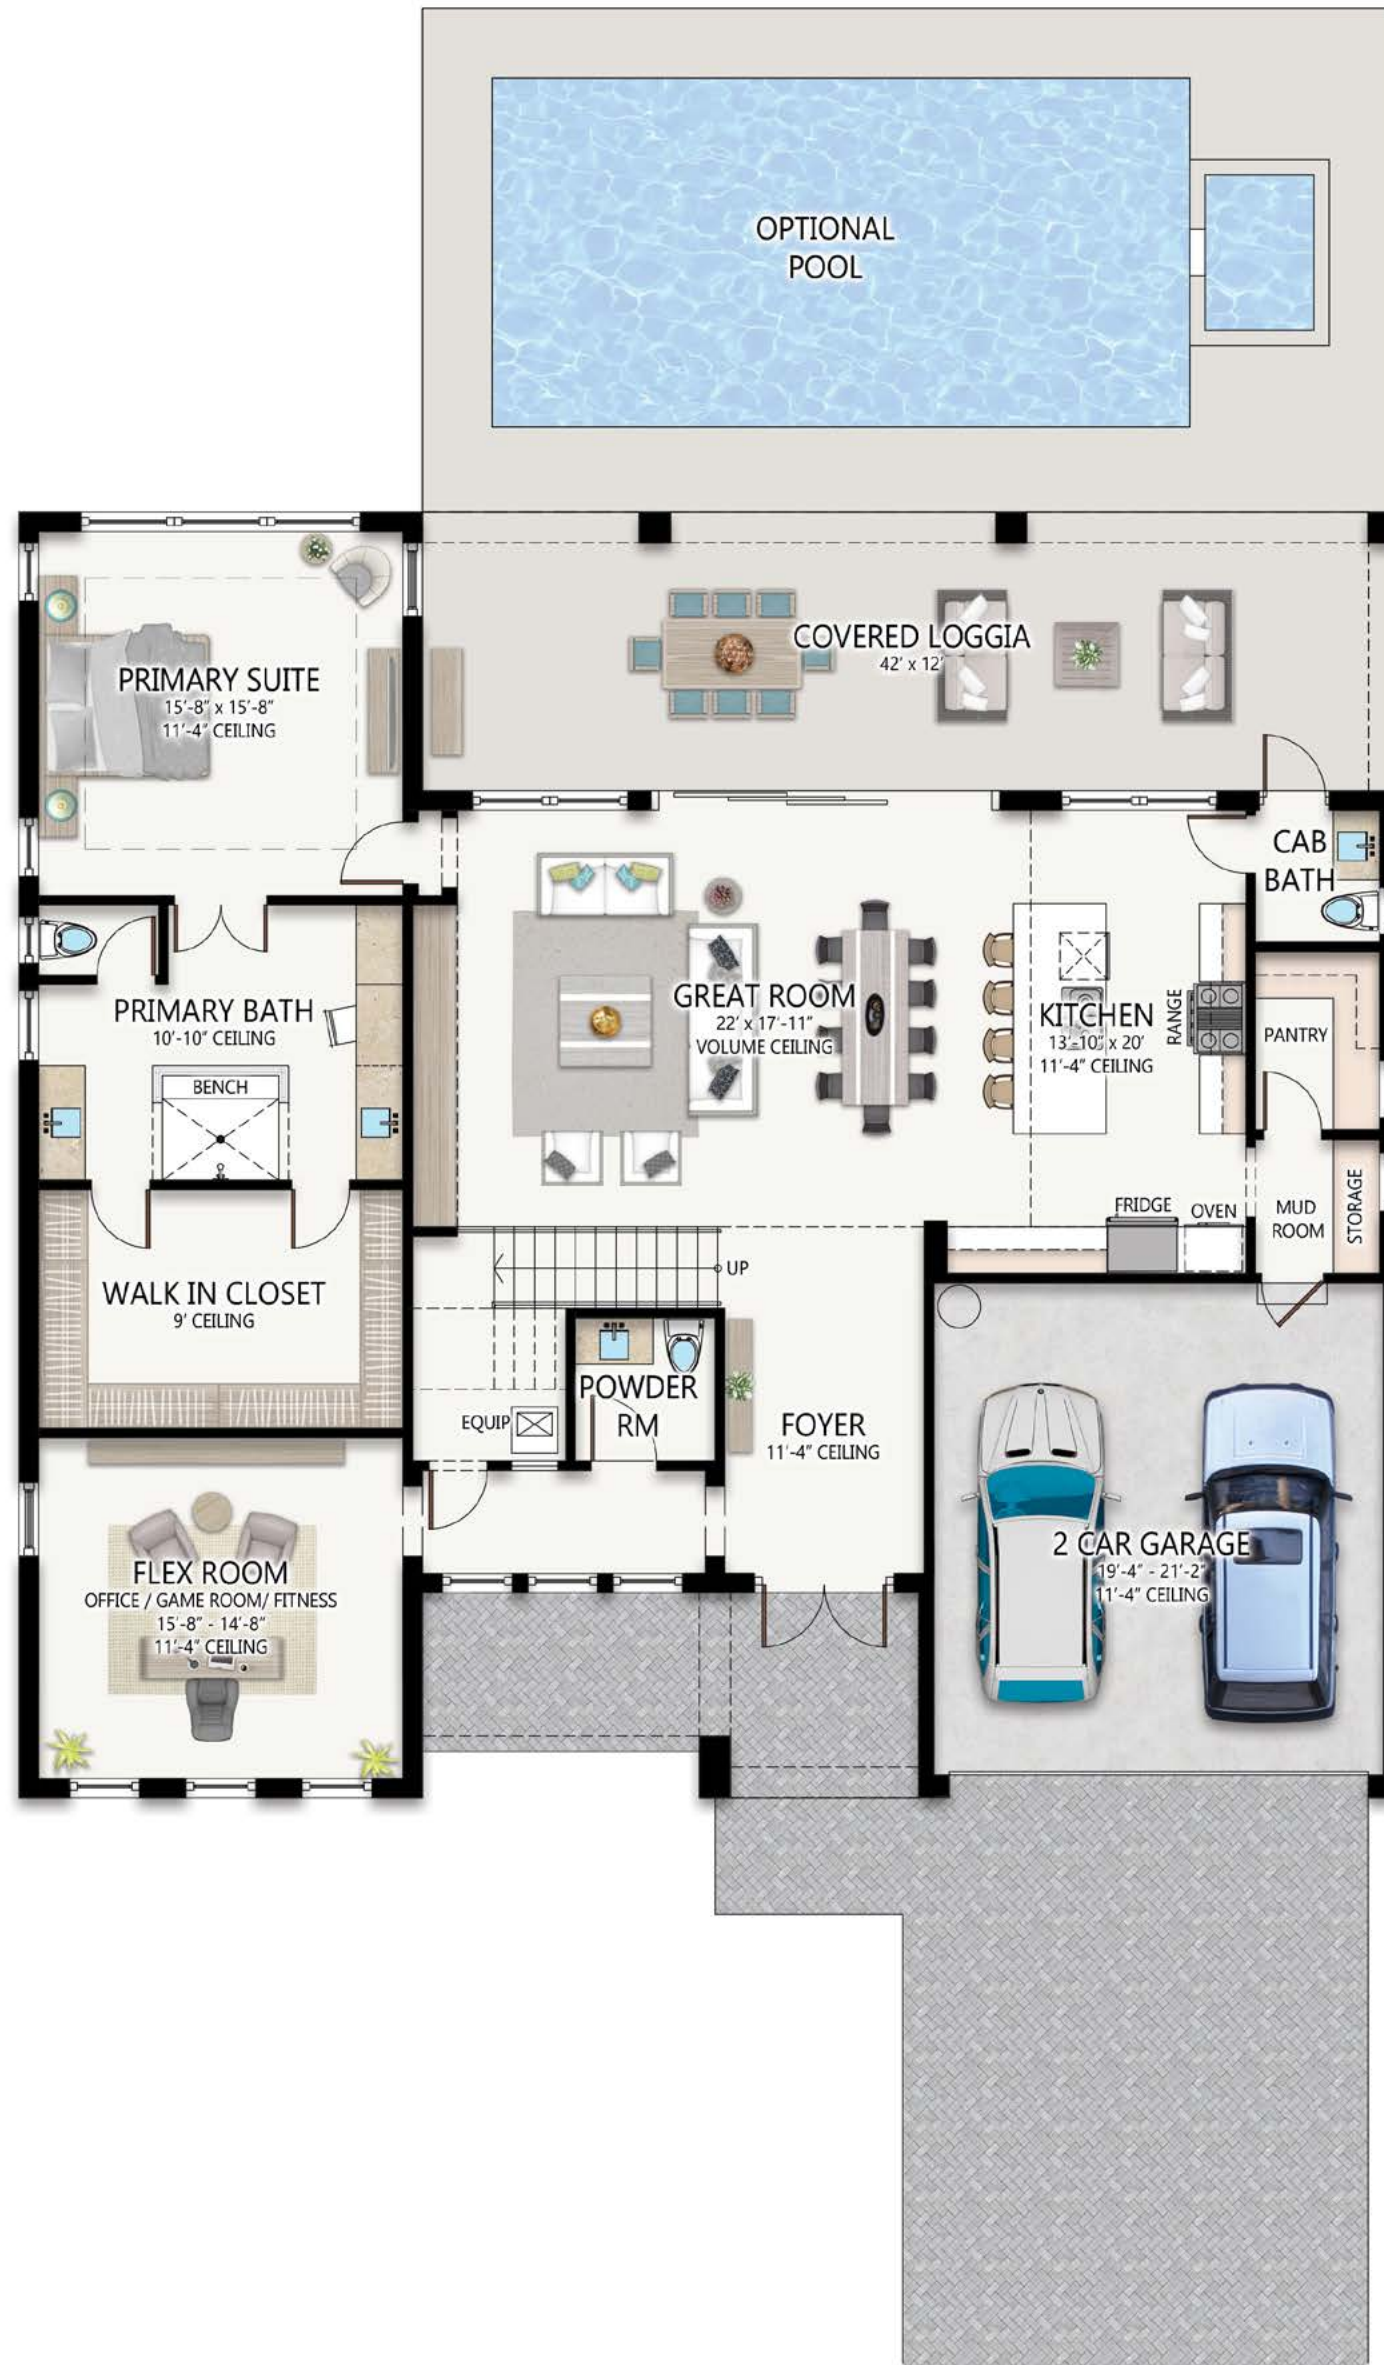 OPTIONAL
POOL
COVERED LOGGIA
42' x 12'
PRIMARY SUITE
15'-8" x 15'-8"
11'-4" CEILING
CAB
BATH
PRIMARY BATH
10'-10" CEILING
BENCH
GREAT ROOM
22' x 17'-11"
VOLUME CEILING
KITCHEN
13'-10" x 20'
11'-4" CEILING
RANGE
PANTRY
FRIDGE
OVEN
MUD
ROOM
STORAGE
WALK IN CLOSET
9' CEILING
UP
POWDER
RM
EQUIP
FOYER
11'-4" CEILING
FLEX ROOM
OFFICE / GAME ROOM/ FITNESS
15'-8" - 14'-8"
11'-4" CEILING
2 CAR GARAGE
19'-4" - 21'-2"
11'-4" CEILING